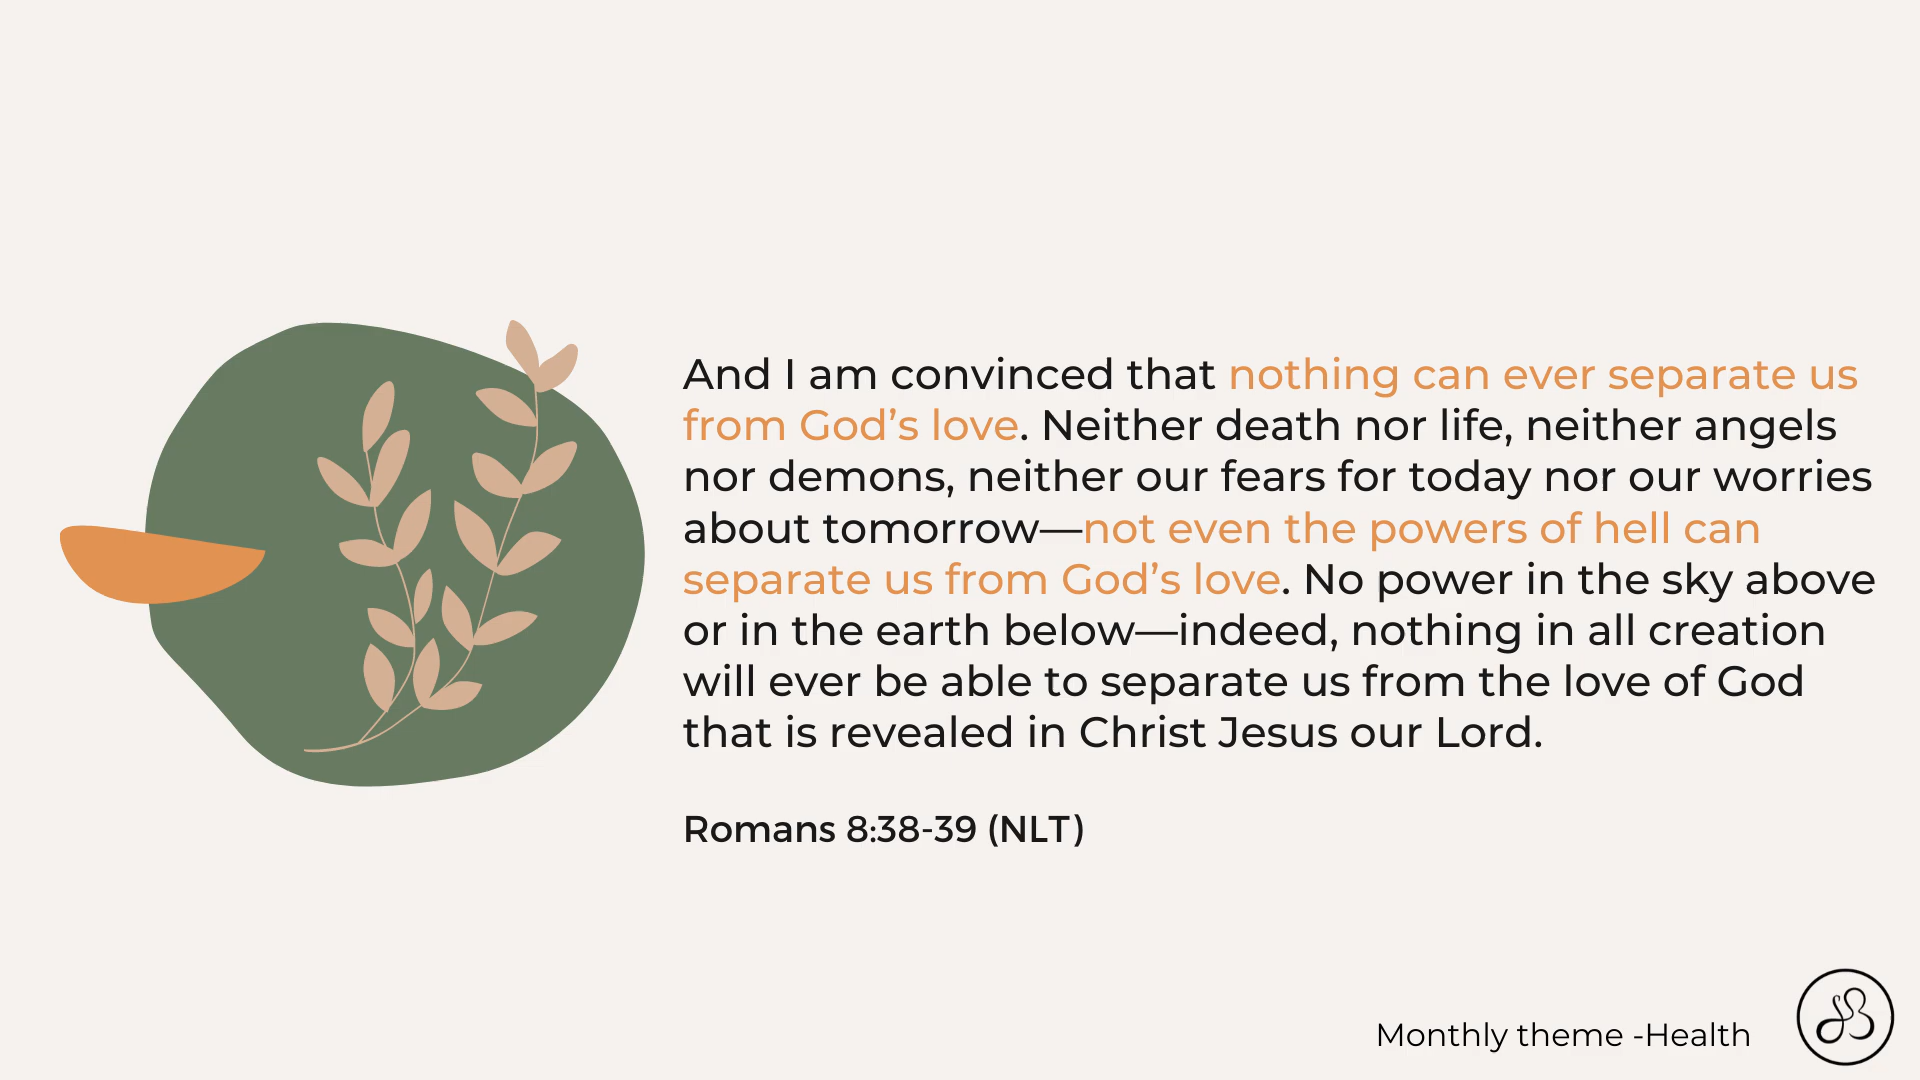 And I am convinced that nothing can ever separate us
from God’s love. Neither death nor life, neither angels
nor demons, neither our fears for today nor our worries
about tomorrow—not even the powers of hell can
separate us from God’s love. No power in the sky above
or in the earth below—indeed, nothing in all creation
will ever be able to separate us from the love of God
that is revealed in Christ Jesus our Lord.
Romans 8:38-39 (NLT)
Monthly theme -Health